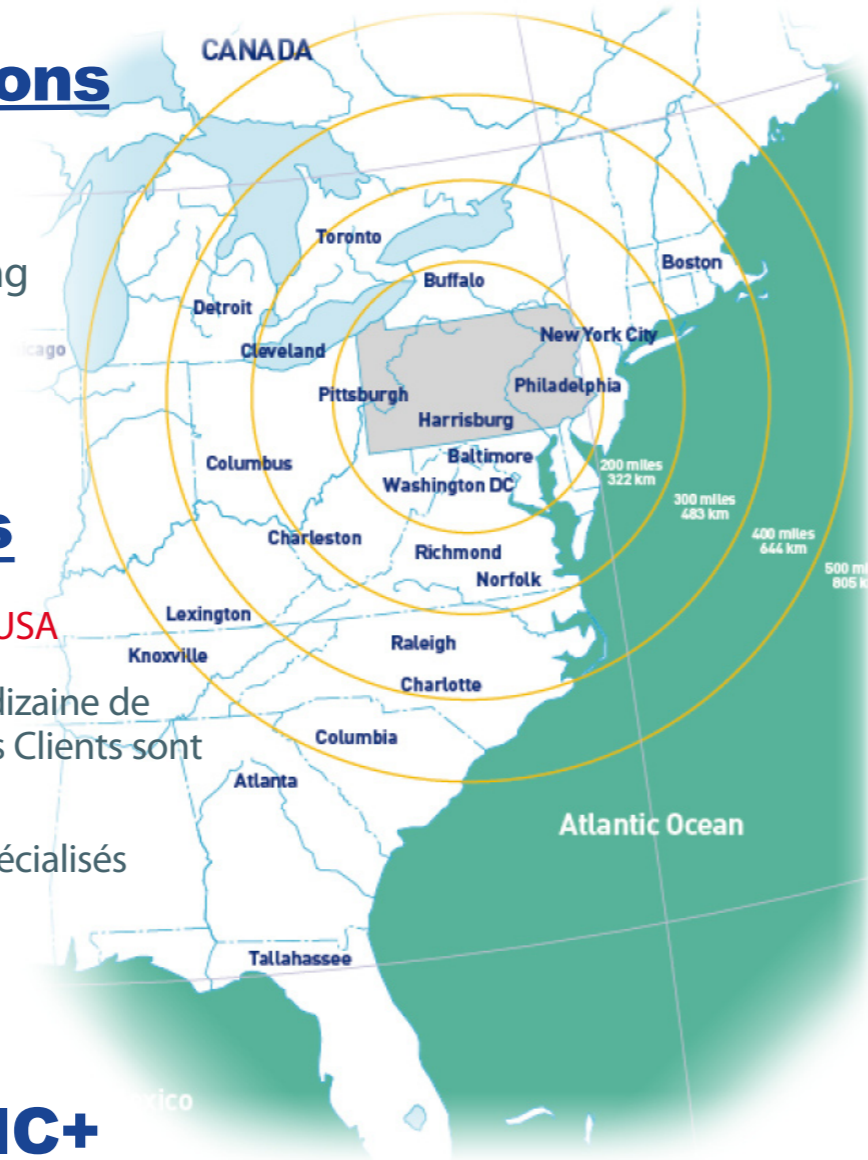 CANADA
ons
Toronto
Boston
ng
Buffalo
Detroit
New York City
cago
Cleveland
Philadelphia
Pittsburgh
Harrisburg
Baltimore
Columbus
200 miles
322 km
Washington DC
300 miles
483 km
s
Charleston
400 miles
644 km
Richmond
500 mi
805 k
Norfolk
Lexington
USA
Raleigh
Knoxville
Charlotte
dizaine de
s Clients sont
Columbia
Atlanta
Atlantic Ocean
écialisés
Tallahassee
xico
IC+